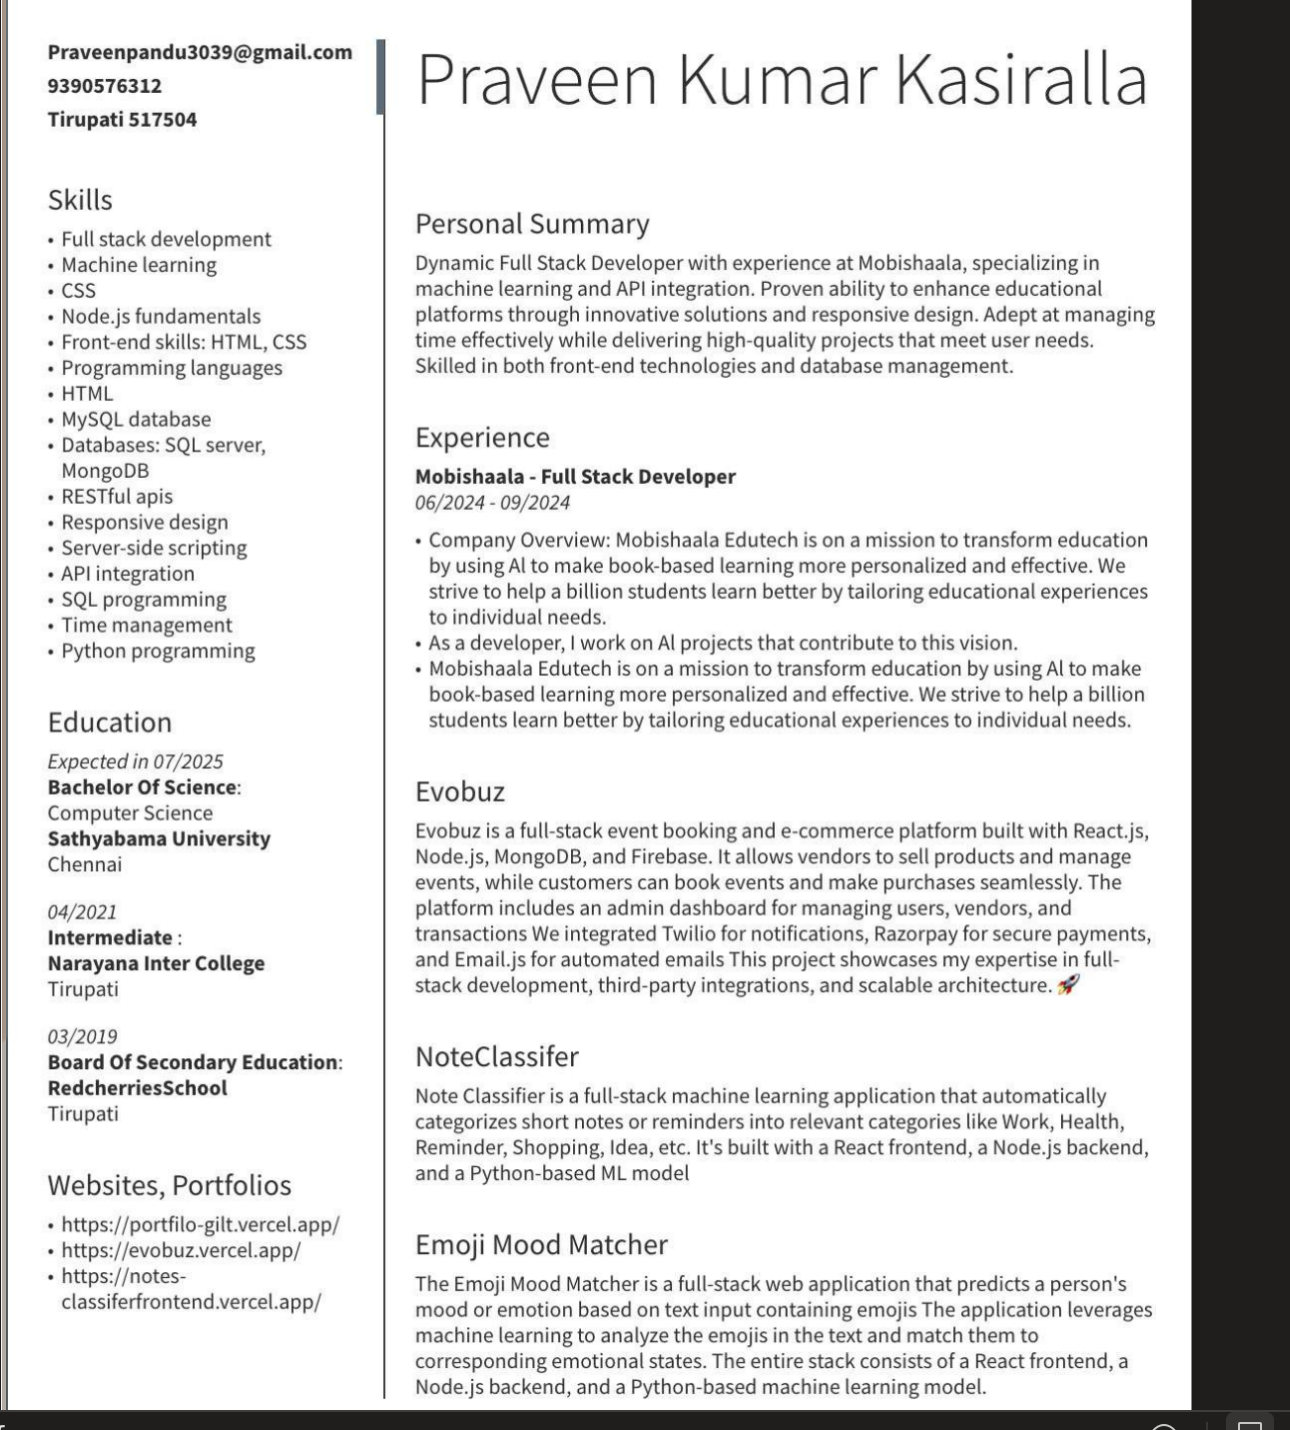 Praveenpandu3039@gmail.com
9390576312
Tirupati 517504
Skills
• Full stack development
• Machine learning
• CSS
• Node.js fundamentals
• Front-end skills: HTML, CSS
• Programming languages
• HTML
• MySQL database
• Databases: SQL server,
MongoDB
• RESTful apis
• Responsive design
• Server-side scripting
• API integration
• SQL programming
• Time management
• Python programming
Education
Expected in 07/2025
Bachelor Of Science:
Computer Science
Sathyabama University
Chennai
04/2021
Intermediate :
Narayana Inter College
Tirupati
03/2019
Board Of Secondary Education:
RedcherriesSchool
Tirupati
Websites, Portfolios
• https://portfilo-gilt.vercel.app/
• https://evobuz.vercel.app/
• https://notes-
classiferfrontend.vercel.app/
Praveen Kumar Kasiralla
Personal Summary
Dynamic Full Stack Developer with experience at Mobishaala, specializing in
machine learning and API integration. Proven ability to enhance educational
platforms through innovative solutions and responsive design. Adept at managing
time effectively while delivering high-quality projects that meet user needs.
Skilled in both front-end technologies and database management.
Experience
Mobishaala - Full Stack Developer
06/2024 - 09/2024
• Company Overview: Mobishaala Edutech is on a mission to transform education
by using Al to make book-based learning more personalized and effective. We
strive to help a billion students learn better by tailoring educational experiences
to individual needs.
• As a developer, I work on Al projects that contribute to this vision.
• Mobishaala Edutech is on a mission to transform education by using Al to make
book-based learning more personalized and effective. We strive to help a billion
students learn better by tailoring educational experiences to individual needs.
Evobuz
Evobuz is a full-stack event booking and e-commerce platform built with React.js,
Node.js, MongoDB, and Firebase. It allows vendors to sell products and manage
events, while customers can book events and make purchases seamlessly. The
platform includes an admin dashboard for managing users, vendors, and
transactions We integrated Twilio for notifications, Razorpay for secure payments,
and Email.js for automated emails This project showcases my expertise in full-
stack development, third-party integrations, and scalable architecture. 🚀
NoteClassifer
Note Classifier is a full-stack machine learning application that automatically
categorizes short notes or reminders into relevant categories like Work, Health,
Reminder, Shopping, Idea, etc. It's built with a React frontend, a Node.js backend,
and a Python-based ML model
Emoji Mood Matcher
The Emoji Mood Matcher is a full-stack web application that predicts a person's
mood or emotion based on text input containing emojis The application leverages
machine learning to analyze the emojis in the text and match them to
corresponding emotional states. The entire stack consists of a React frontend, a
Node.js backend, and a Python-based machine learning model.